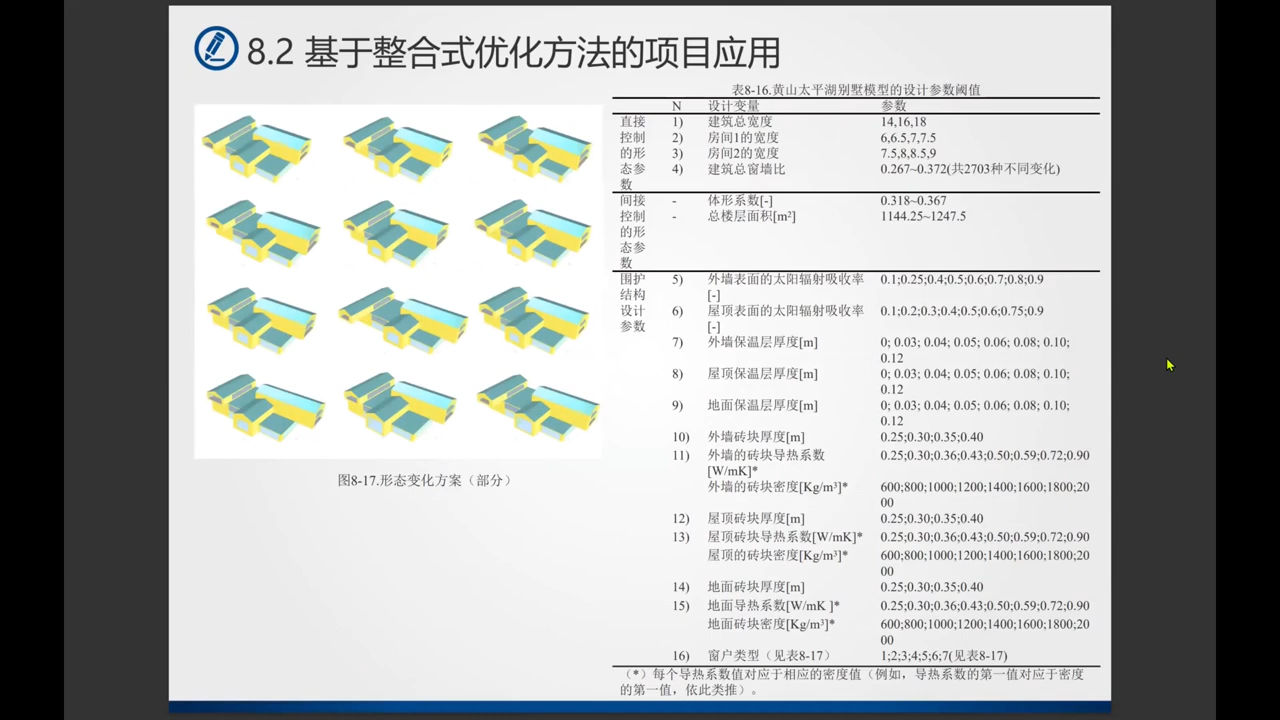 8.2 基于整合式优化方法的项目应用
图8-17.形态变化方案（部分）
表8-16.黄山太平湖别墅模型的设计参数阈值
N 设计变量 参数
直接 1) 建筑总宽度 14,16,18
控制 2) 房间1的宽度 6,6.5,7,7.5
的形 3) 房间2的宽度 7.5,8,8.5,9
态参 4) 建筑总窗墙比 0.267~0.372(共2703种不同变化)
数
间接 - 体形系数[-] 0.318~0.367
控制 - 总楼层面积[m²] 1144.25~1247.5
的形
态参
数
围护 5) 外墙表面的太阳辐射吸收率 0.1;0.25;0.4;0.5;0.6;0.7;0.8;0.9
结构 [-]
设计 6) 屋顶表面的太阳辐射吸收率 0.1;0.2;0.3;0.4;0.5;0.6;0.75;0.9
参数 [-]
7) 外墙保温层厚度[m] 0; 0.03; 0.04; 0.05; 0.06; 0.08; 0.10;
0.12
8) 屋顶保温层厚度[m] 0; 0.03; 0.04; 0.05; 0.06; 0.08; 0.10;
0.12
9) 地面保温层厚度[m] 0; 0.03; 0.04; 0.05; 0.06; 0.08; 0.10;
0.12
10) 外墙砖块厚度[m] 0.25;0.30;0.35;0.40
11) 外墙的砖块导热系数 0.25;0.30;0.36;0.43;0.50;0.59;0.72;0.90
[W/mK]*
外墙的砖块密度[Kg/m³]* 600;800;1000;1200;1400;1600;1800;20
00
12) 屋顶砖块厚度[m] 0.25;0.30;0.35;0.40
13) 屋顶砖块导热系数[W/mK]* 0.25;0.30;0.36;0.43;0.50;0.59;0.72;0.90
屋顶的砖块密度[Kg/m³]* 600;800;1000;1200;1400;1600;1800;20
00
14) 地面砖块厚度[m] 0.25;0.30;0.35;0.40
15) 地面导热系数[W/mK ]* 0.25;0.30;0.36;0.43;0.50;0.59;0.72;0.90
地面砖块密度[Kg/m³]* 600;800;1000;1200;1400;1600;1800;20
00
16) 窗户类型（见表8-17） 1;2;3;4;5;6;7(见表8-17)
（*）每个导热系数值对应于相应的密度值（例如，导热系数的第一值对应于密度
的第一值，依此类推）。